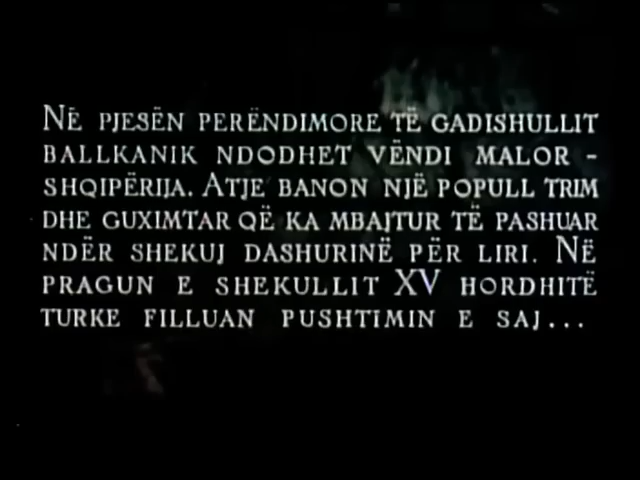 NË PJESËN PERËNDIMORE TË GADISHULLIT
BALLKANIK NDODHET VËNDI MALOR -
SHQIPËRIJA. ATJE BANON NJË POPULL TRIM
DHE GUXIMTAR QË KA MBAJTUR TË PASHUAR
NDËR SHEKUJ DASHURINË PËR LIRI. NË
PRAGUN E SHEKULLIT XV HORDHITË
TURKE FILLUAN PUSHTIMIN E SAJ...